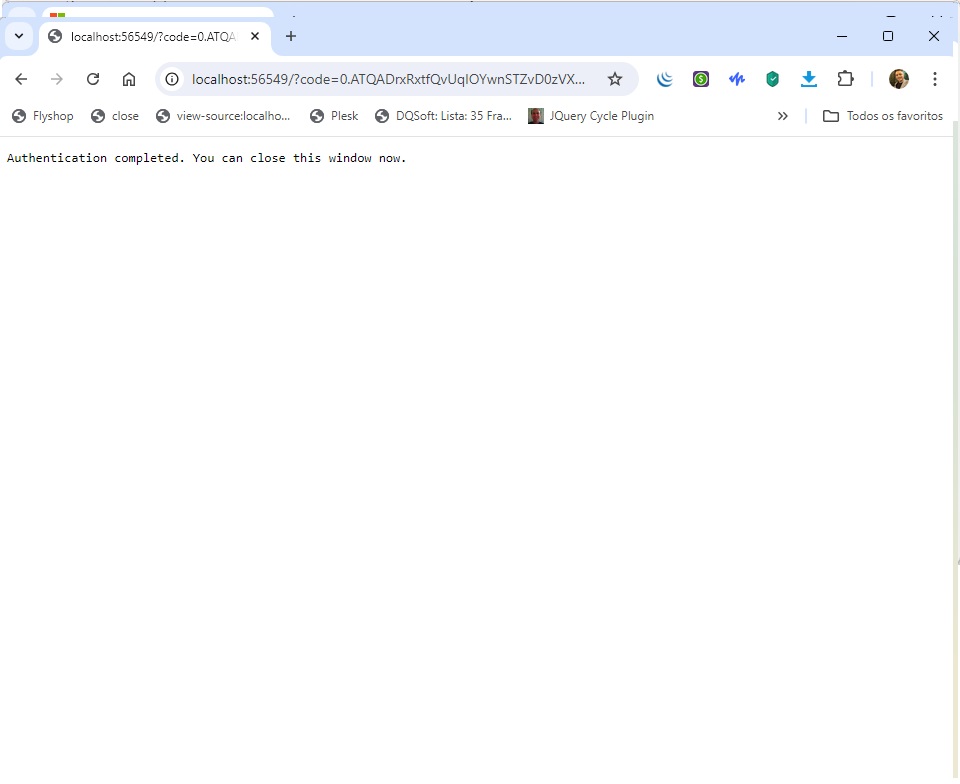 localhost:56549/?code=0.ATQA
localhost:56549/?code=0.ATQADrxRxtfQvUqIOYwnSTZvD0zVX...
Flyshop close view-source:localho... Plesk DQSoft: Lista: 35 Fra... JQuery Cycle Plugin Todos os favoritos
Authentication completed. You can close this window now.